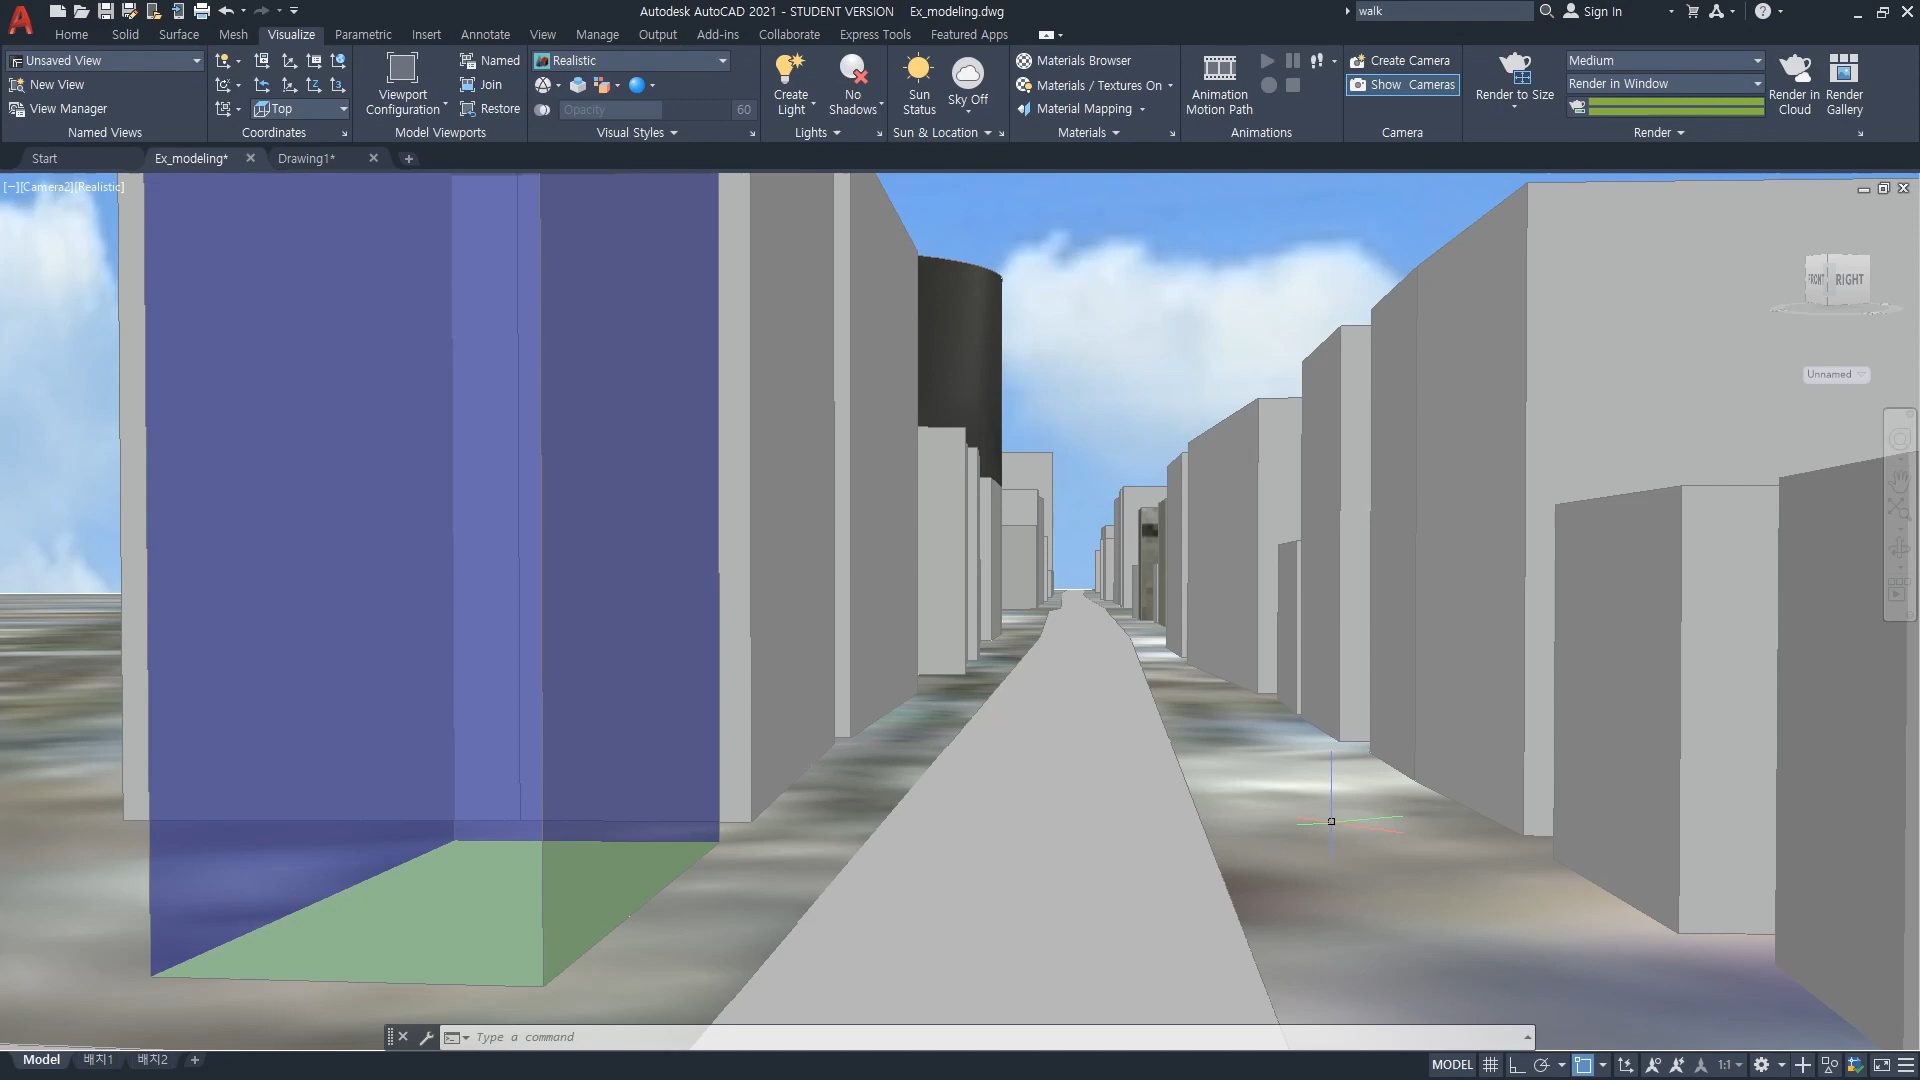 Autodesk AutoCAD 2021 - STUDENT VERSION Ex_modeling.dwg
walk
Sign In
Home Solid Surface Mesh Visualize Parametric Insert Annotate View Manage Output Add-ins Collaborate Express Tools Featured Apps
Unsaved View
New View
View Manager
Named Views
Top
Coordinates
Viewport Configuration
Named
Join
Restore
Model Viewports
Realistic
Opacity 60
Visual Styles
Create Light
No Shadows
Lights
Sun Status
Sky Off
Sun & Location
Materials Browser
Materials / Textures On
Material Mapping
Materials
Animation Motion Path
Animations
Create Camera
Show Cameras
Camera
Render to Size
Medium
Render in Window
Render in Cloud
Render Gallery
Render
Start Ex_modeling* Drawing1*
[−][Camera2][Realistic]
FRONT RIGHT
Unnamed
Type a command
Model 배치1 배치2
MODEL 1:1